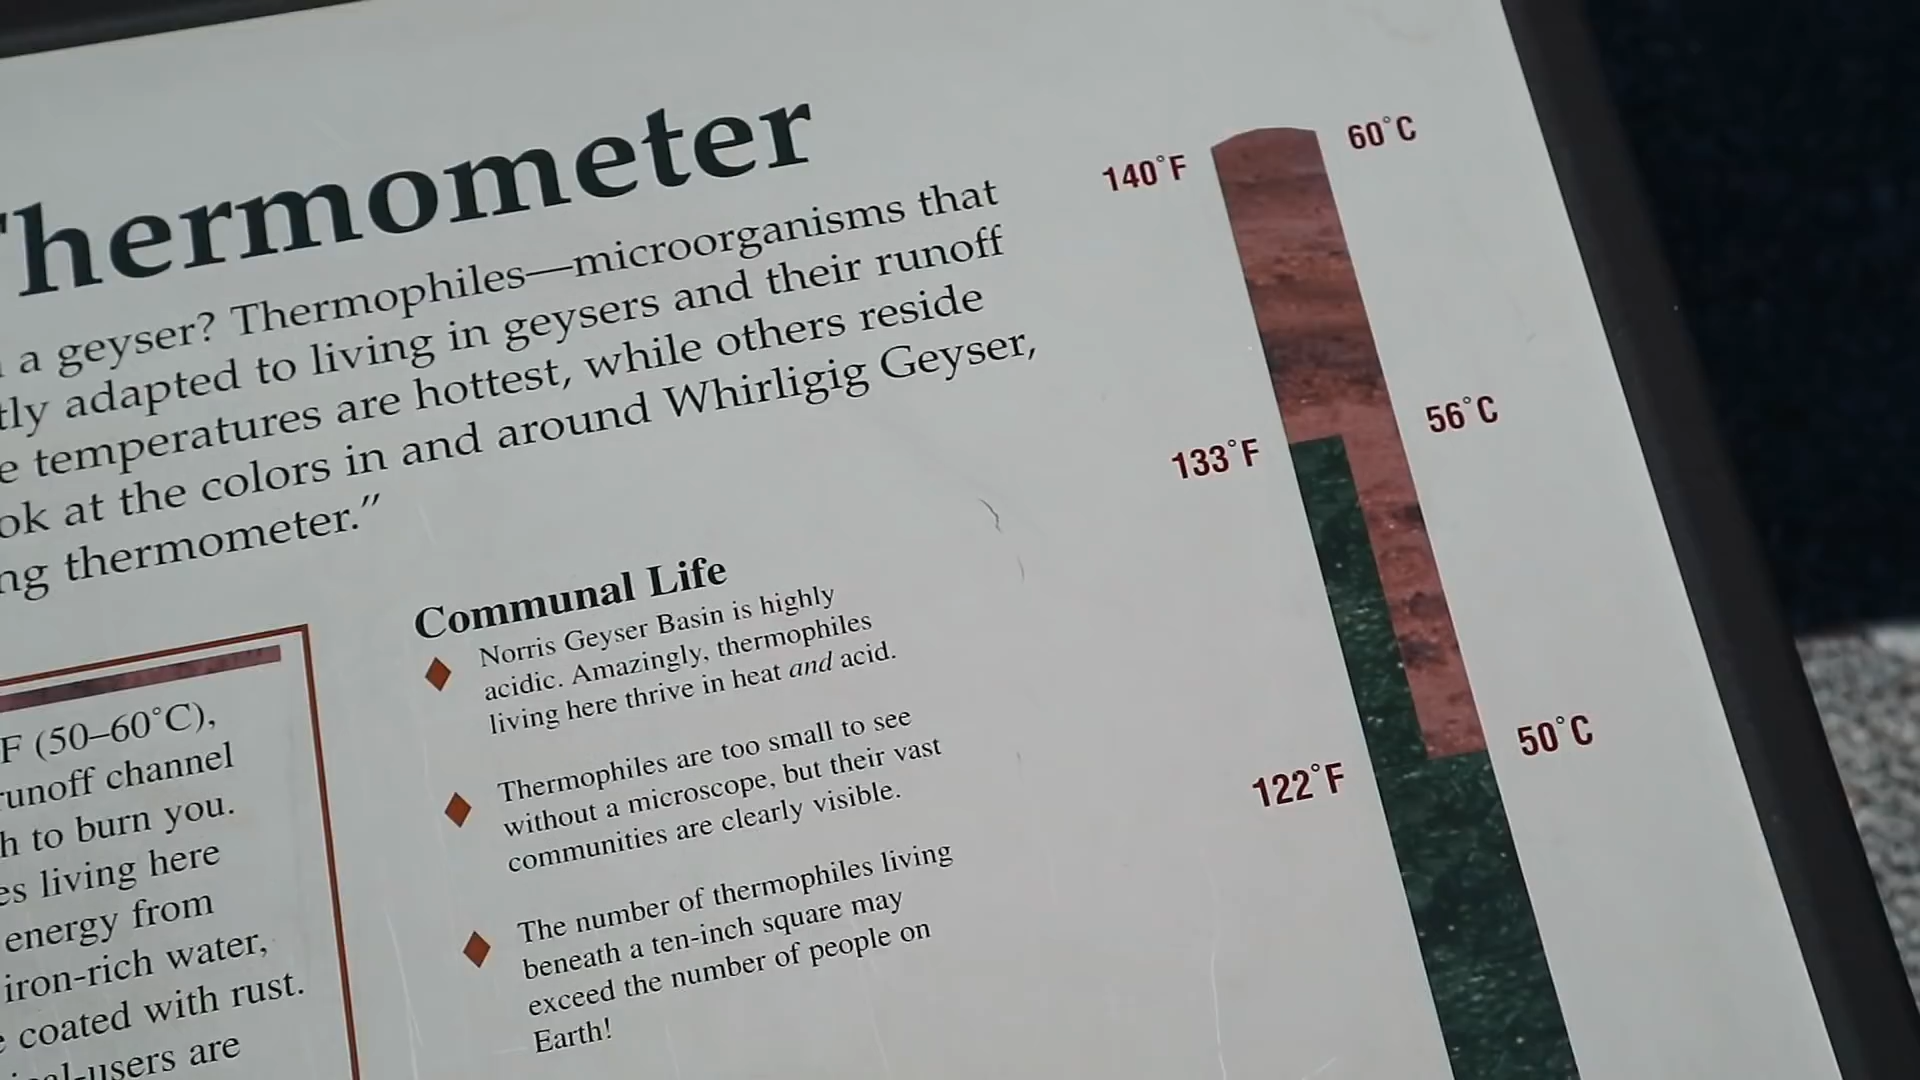 Thermometer
a geyser? Thermophiles—microorganisms that
adapted to living in geysers and their runoff
temperatures are hottest, while others reside
at the colors in and around Whirligig Geyser,
thermometer.”
F (50–60°C),
runoff channel
to burn you.
living here
energy from
iron-rich water,
coated with rust.
are
Communal Life
Norris Geyser Basin is highly
acidic. Amazingly, thermophiles
living here thrive in heat and acid.
Thermophiles are too small to see
without a microscope, but their vast
communities are clearly visible.
The number of thermophiles living
beneath a ten-inch square may
exceed the number of people on
Earth!
140°F 60°C
133°F 56°C
122°F 50°C